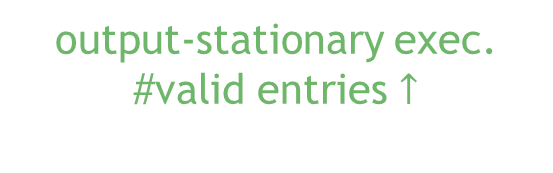 output-stationary exec.
#valid entries ↑